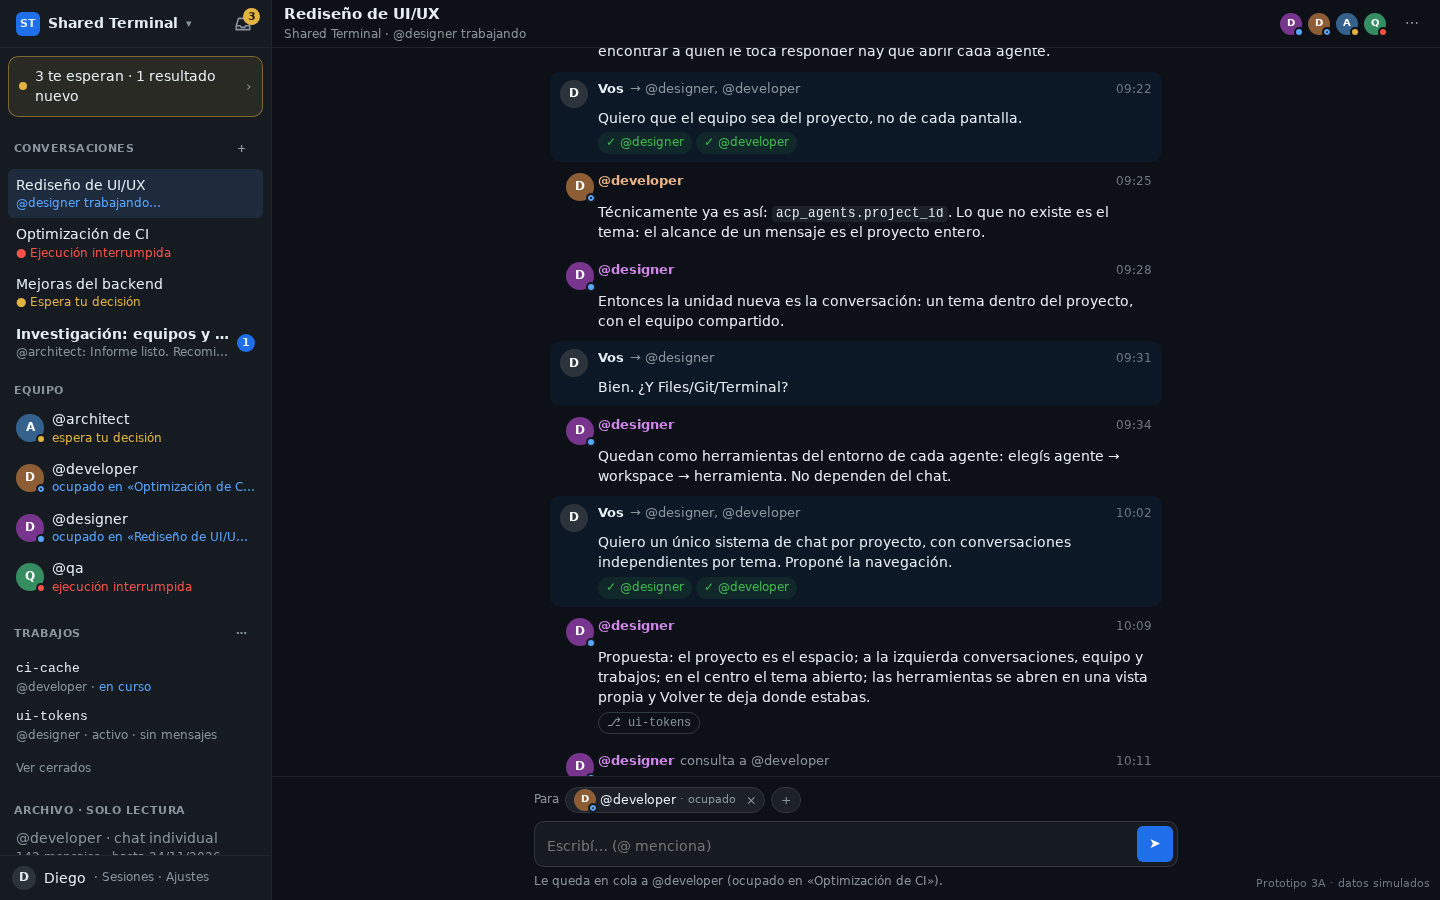 ST Shared Terminal ▾ 3
3 te esperan · 1 resultado
nuevo ›
CONVERSACIONES +
Rediseño de UI/UX
@designer trabajando…
Optimización de CI
Ejecución interrumpida
Mejoras del backend
Espera tu decisión
Investigación: equipos y … 1
@architect: Informe listo. Recomi…
EQUIPO
A @architect
espera tu decisión
D @developer
ocupado en «Optimización de C…
D @designer
ocupado en «Rediseño de UI/U…
Q @qa
ejecución interrumpida
TRABAJOS ···
ci-cache
@developer · en curso
ui-tokens
@designer · activo · sin mensajes
Ver cerrados
ARCHIVO · SOLO LECTURA
@developer · chat individual
D Diego · Sesiones · Ajustes
Rediseño de UI/UX
Shared Terminal · @designer trabajando
D D A Q ···
encontrar a quien le toca responder hay que abrir cada agente.
D Vos → @designer, @developer 09:22
Quiero que el equipo sea del proyecto, no de cada pantalla.
✓ @designer ✓ @developer
D @developer 09:25
Técnicamente ya es así: acp_agents.project_id. Lo que no existe es el
tema: el alcance de un mensaje es el proyecto entero.
D @designer 09:28
Entonces la unidad nueva es la conversación: un tema dentro del proyecto,
con el equipo compartido.
D Vos → @designer 09:31
Bien. ¿Y Files/Git/Terminal?
D @designer 09:34
Quedan como herramientas del entorno de cada agente: elegís agente →
workspace → herramienta. No dependen del chat.
D Vos → @designer, @developer 10:02
Quiero un único sistema de chat por proyecto, con conversaciones
independientes por tema. Proponé la navegación.
✓ @designer ✓ @developer
D @designer 10:09
Propuesta: el proyecto es el espacio; a la izquierda conversaciones, equipo y
trabajos; en el centro el tema abierto; las herramientas se abren en una vista
propia y Volver te deja donde estabas.
⎇ ui-tokens
D @designer consulta a @developer 10:11
Para D @developer · ocupado × +
Escribí… (@ menciona) ➤
Le queda en cola a @developer (ocupado en «Optimización de CI»).
Prototipo 3A · datos simulados